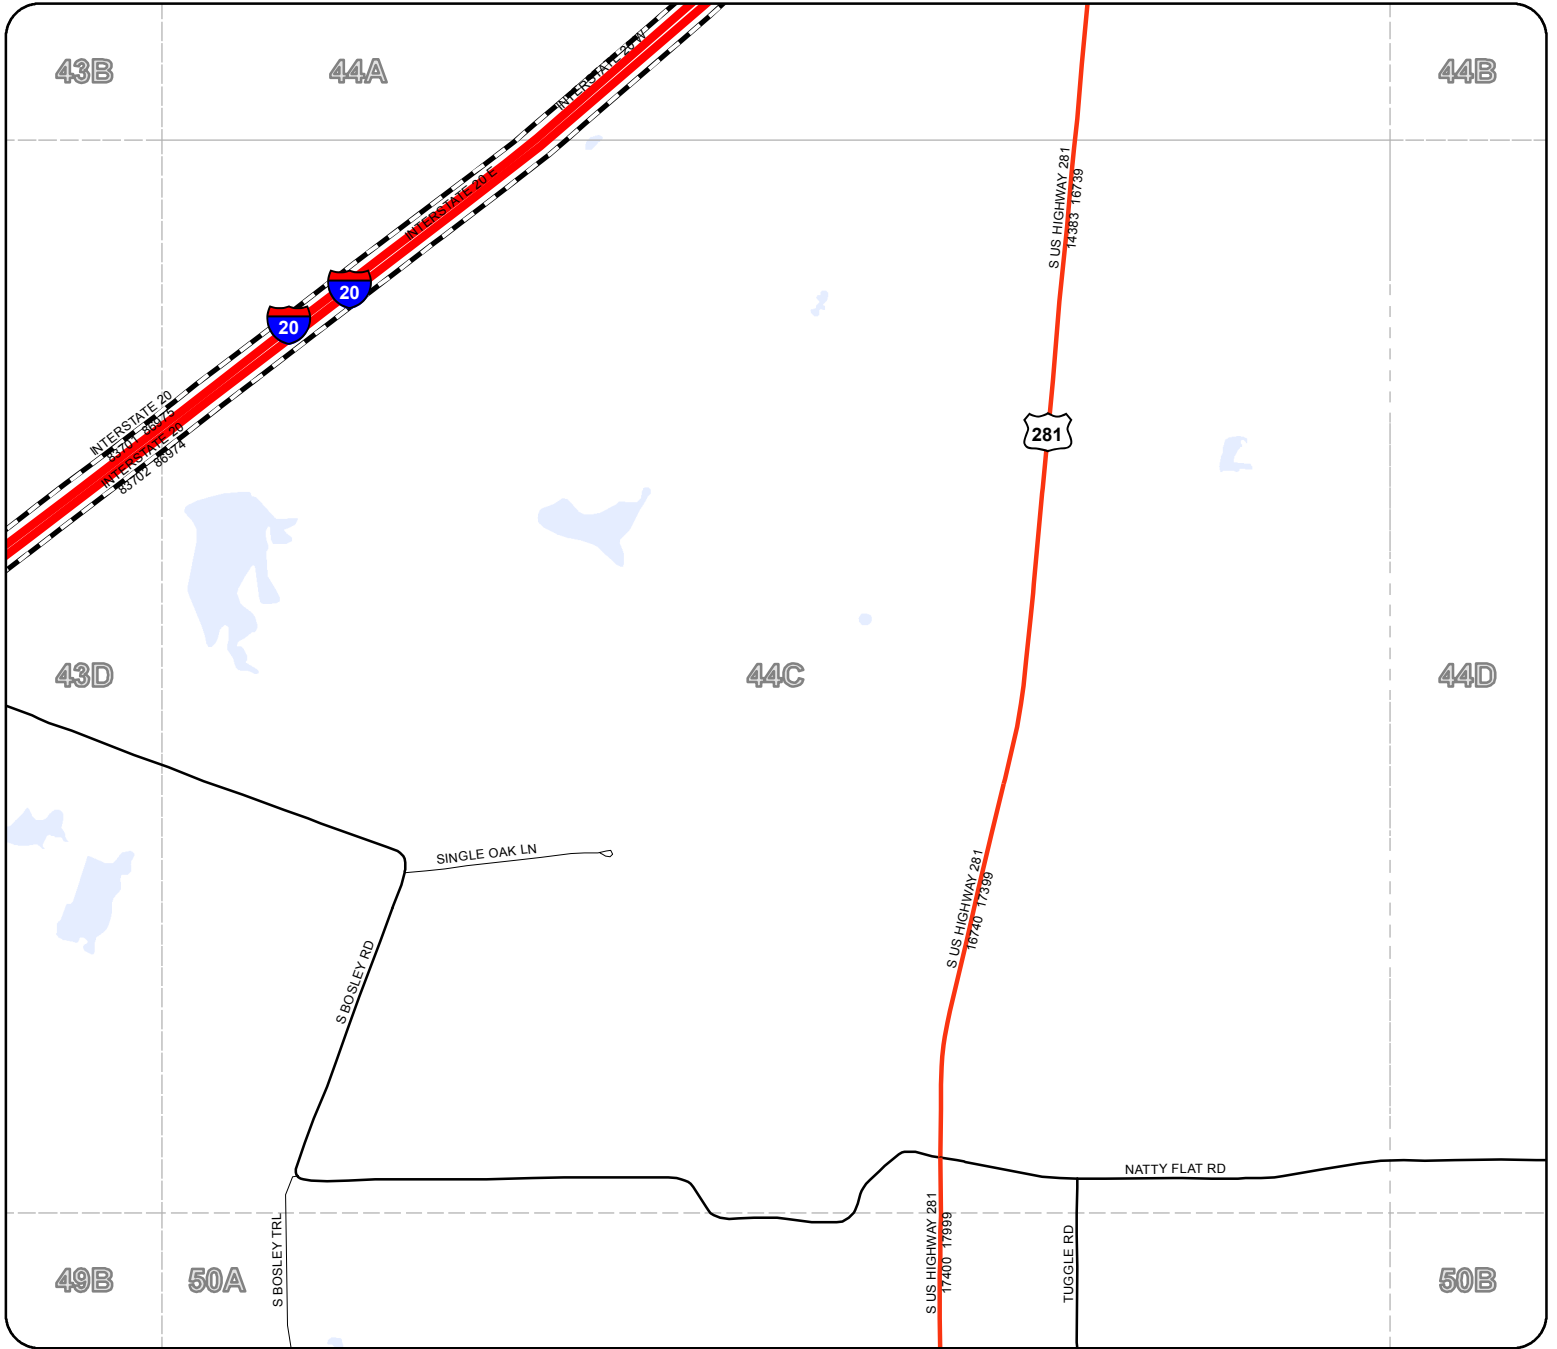 43B
44A
44B
INTERSTATE 20 W
INTERSTATE 20 E
S US HIGHWAY 281
14383 16739
20
20
INTERSTATE 20
83701 86975
INTERSTATE 20
83702 86974
281
43D
44C
44D
SINGLE OAK LN
S BOSLEY RD
S US HIGHWAY 281
16740 17399
NATTY FLAT RD
S BOSLEY TRL
S US HIGHWAY 281
17400 17999
TUGGLE RD
49B
50A
50B